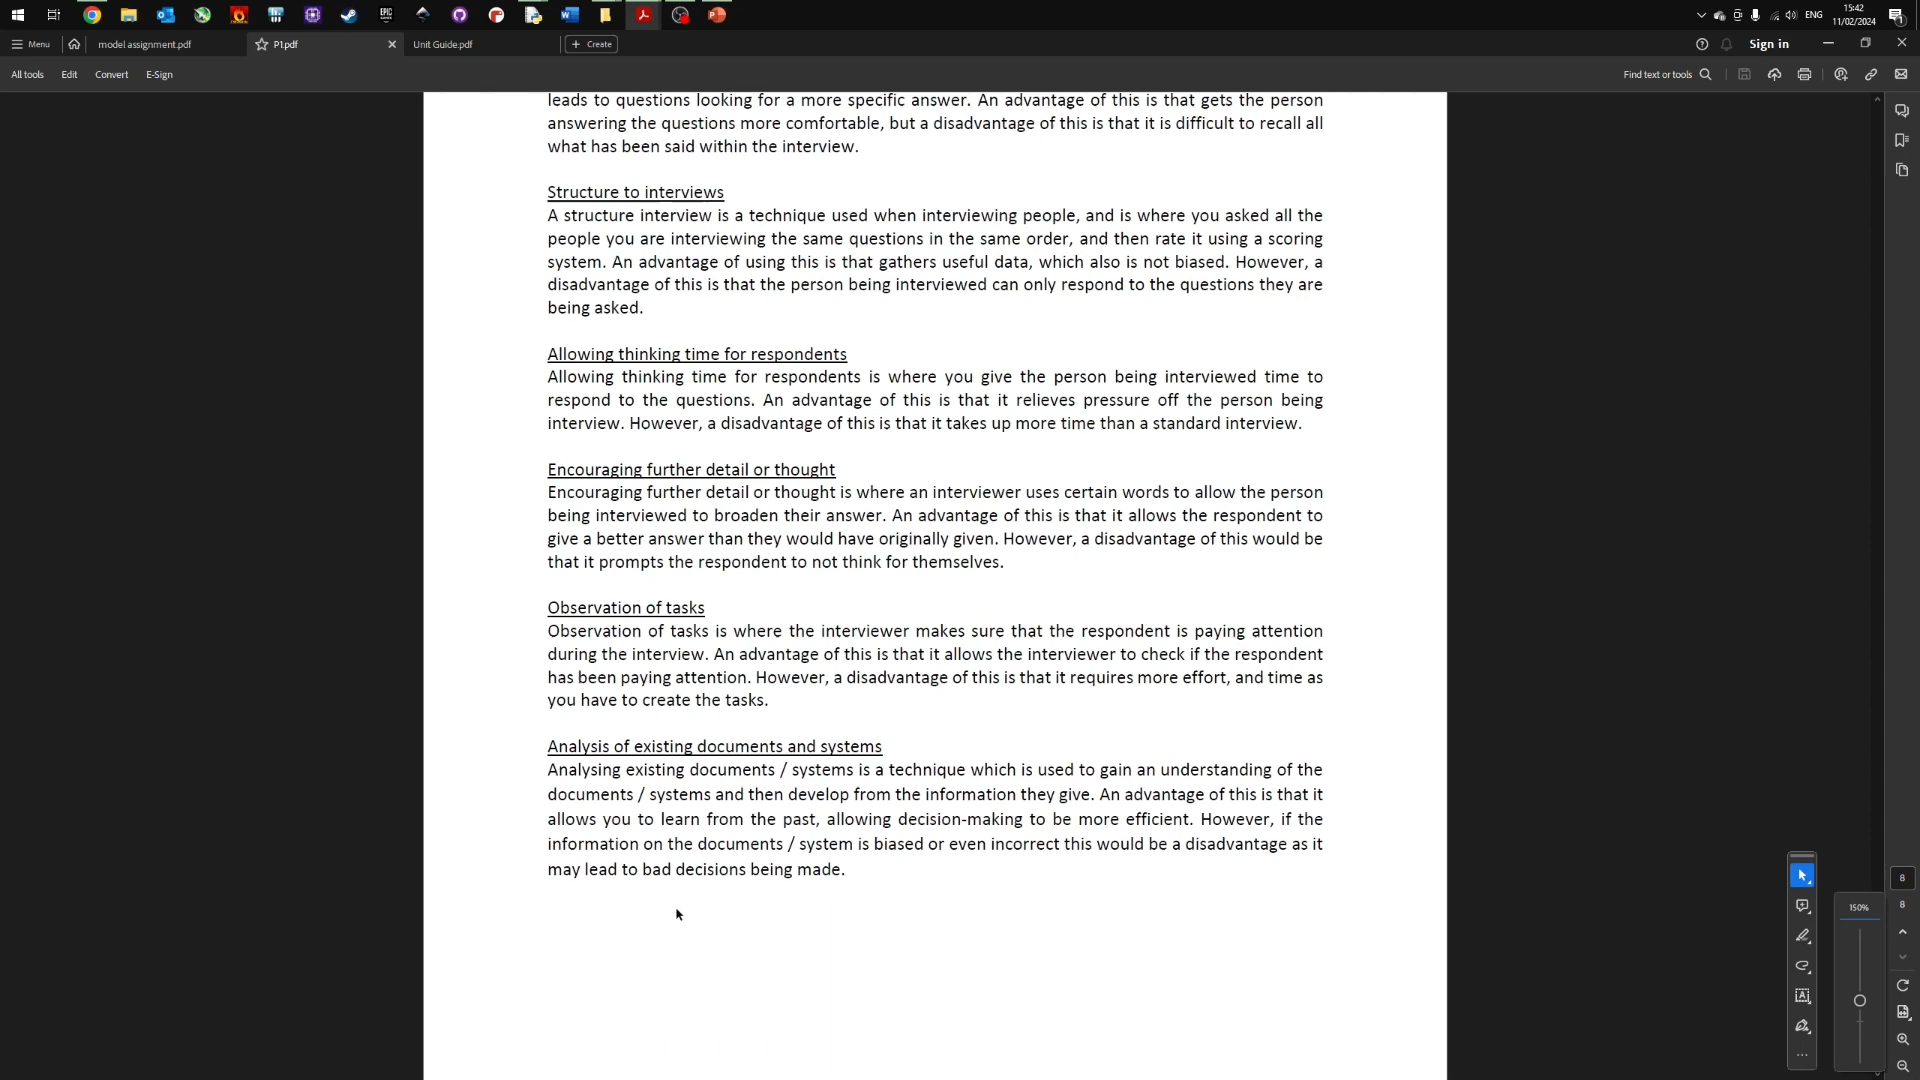 15:42
ENG
11/02/2024
Menu
model assignment.pdf
P1.pdf
Unit Guide.pdf
Create
Sign in
All tools
Edit
Convert
E-Sign
Find text or tools
leads to questions looking for a more specific answer. An advantage of this is that gets the person
answering the questions more comfortable, but a disadvantage of this is that it is difficult to recall all
what has been said within the interview.
Structure to interviews
A structure interview is a technique used when interviewing people, and is where you asked all the
people you are interviewing the same questions in the same order, and then rate it using a scoring
system. An advantage of using this is that gathers useful data, which also is not biased. However, a
disadvantage of this is that the person being interviewed can only respond to the questions they are
being asked.
Allowing thinking time for respondents
Allowing thinking time for respondents is where you give the person being interviewed time to
respond to the questions. An advantage of this is that it relieves pressure off the person being
interview. However, a disadvantage of this is that it takes up more time than a standard interview.
Encouraging further detail or thought
Encouraging further detail or thought is where an interviewer uses certain words to allow the person
being interviewed to broaden their answer. An advantage of this is that it allows the respondent to
give a better answer than they would have originally given. However, a disadvantage of this would be
that it prompts the respondent to not think for themselves.
Observation of tasks
Observation of tasks is where the interviewer makes sure that the respondent is paying attention
during the interview. An advantage of this is that it allows the interviewer to check if the respondent
has been paying attention. However, a disadvantage of this is that it requires more effort, and time as
you have to create the tasks.
Analysis of existing documents and systems
Analysing existing documents / systems is a technique which is used to gain an understanding of the
documents / systems and then develop from the information they give. An advantage of this is that it
allows you to learn from the past, allowing decision-making to be more efficient. However, if the
information on the documents / system is biased or even incorrect this would be a disadvantage as it
may lead to bad decisions being made.
8
150%
8